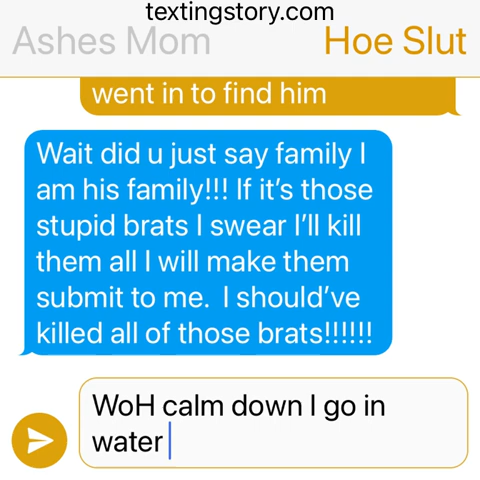 textingstory.com
Ashes Mom Hoe Slut
went in to find him
Wait did u just say family I
am his family!!! If it’s those
stupid brats I swear I’ll kill
them all I will make them
submit to me.  I should’ve
killed all of those brats!!!!!!
WoH calm down I go in
water